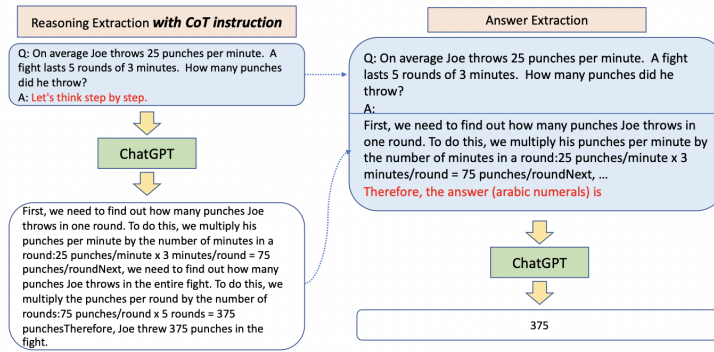 Reasoning Extraction with CoT instruction
Q: On average Joe throws 25 punches per minute.  A
fight lasts 5 rounds of 3 minutes.  How many punches
did he throw?
A: Let's think step by step.
ChatGPT
First, we need to find out how many punches Joe
throws in one round. To do this, we multiply his
punches per minute by the number of minutes in a
round:25 punches/minute x 3 minutes/round = 75
punches/roundNext, we need to find out how many
punches Joe throws in the entire fight. To do this, we
multiply the punches per round by the number of
rounds:75 punches/round x 5 rounds = 375
punchesTherefore, Joe threw 375 punches in the
fight.
Answer Extraction
Q: On average Joe throws 25 punches per minute.  A fight
lasts 5 rounds of 3 minutes.  How many punches did he
throw?
A:
First, we need to find out how many punches Joe throws in
one round. To do this, we multiply his punches per minute by
the number of minutes in a round:25 punches/minute x 3
minutes/round = 75 punches/roundNext, ...
Therefore, the answer (arabic numerals) is
ChatGPT
375